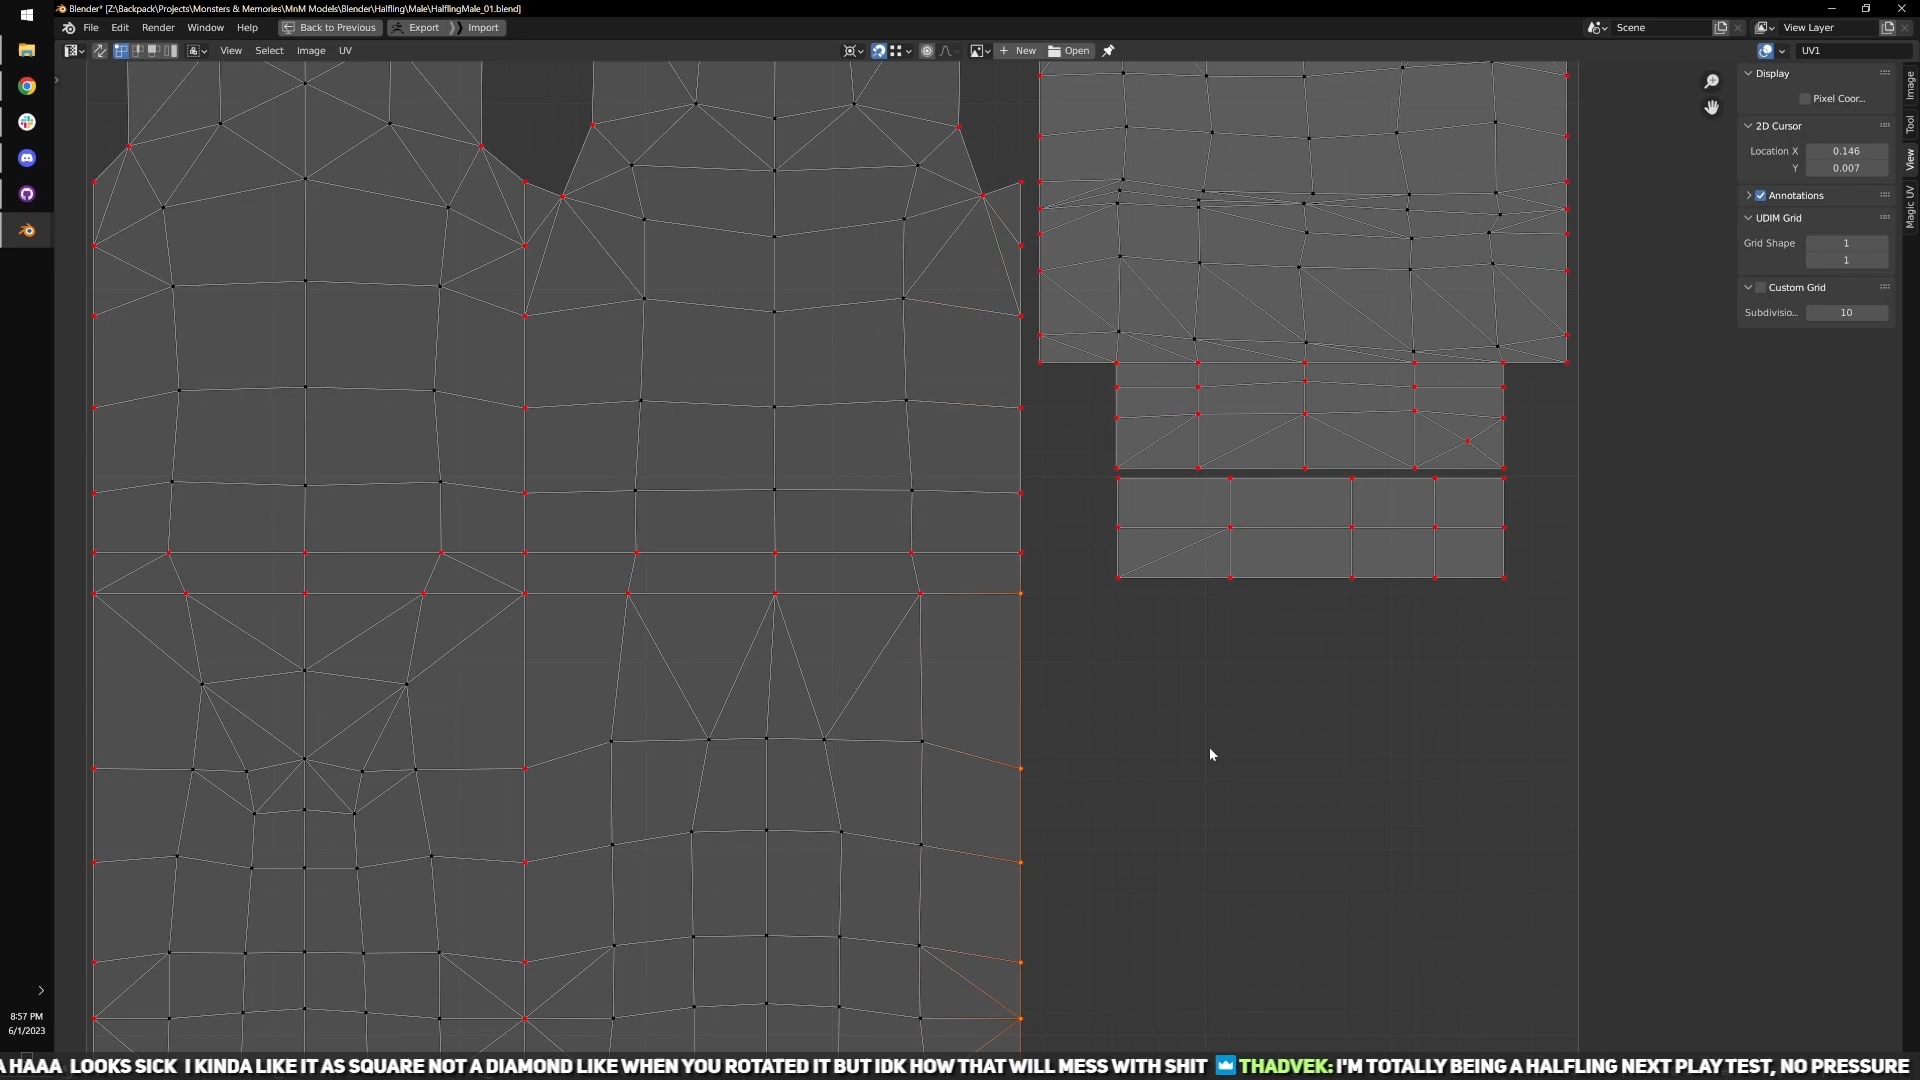 Blender* [Z:\Backpack\Projects\Monsters & Memories\MnM Models\Blender\Halfling\Male\HalflingMale_01.blend]
File Edit Render Window Help Back to Previous Export Import Scene View Layer
View Select Image UV New Open UV1
Display
Pixel Coor...
2D Cursor
Location X 0.146
Y 0.007
Annotations
UDIM Grid
Grid Shape 1
1
Custom Grid
Subdivisio... 10
Image
Tool
View
Magic UV
8:57 PM
6/1/2023
A HAAA LOOKS SICK I KINDA LIKE IT AS SQUARE NOT A DIAMOND LIKE WHEN YOU ROTATED IT BUT IDK HOW THAT WILL MESS WITH SHIT THADVEK: I'M TOTALLY BEING A HALFLING NEXT PLAY TEST, NO PRESSURE